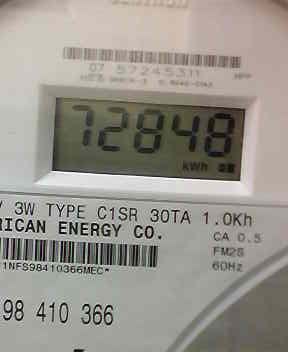 07 57245311
72848
kWh
V 3W TYPE C1SR 30TA 1.0Kh
RICAN ENERGY CO. CA 0.5
FM2S
1NFS98410366MEC* 60Hz
98 410 366